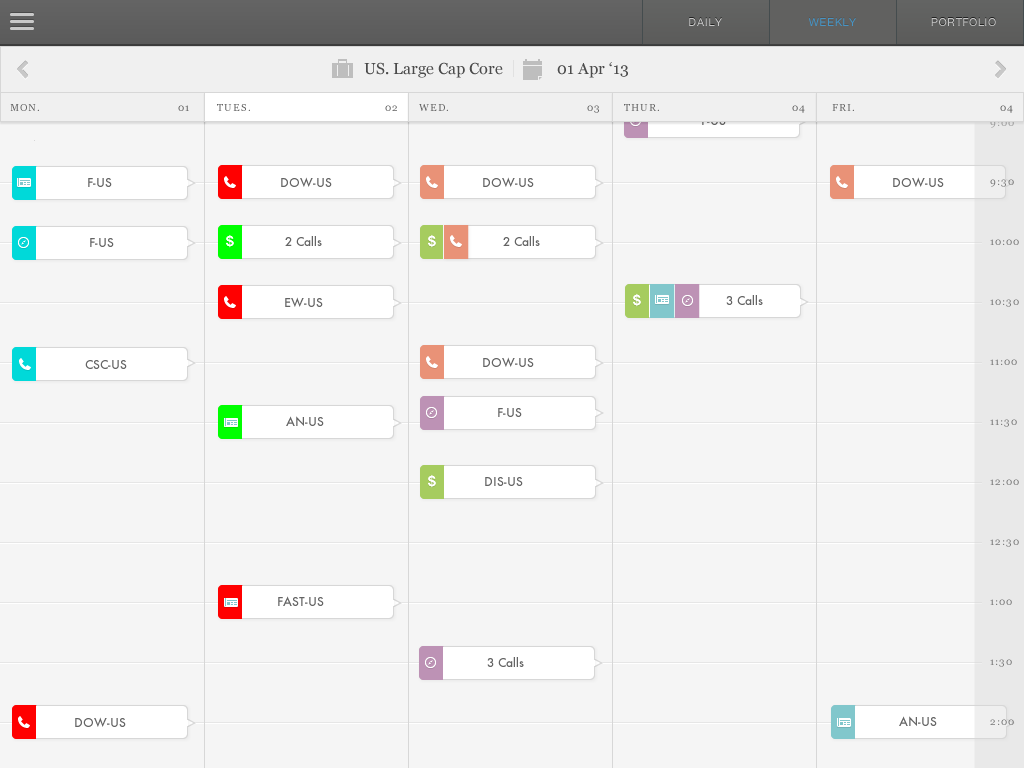 DAILY
WEEKLY
PORTFOLIO
US. Large Cap Core
01 Apr ‘13
MON. 01
TUES. 02
WED. 03
THUR. 04
FRI. 04
F-US
9:00
F-US
DOW-US
DOW-US
DOW-US
9:30
F-US
$ 2 Calls
$ 2 Calls
10:00
EW-US
$ 3 Calls
10:30
CSC-US
DOW-US
11:00
AN-US
F-US
11:30
$ DIS-US
12:00
12:30
FAST-US
1:00
3 Calls
1:30
DOW-US
AN-US
2:00